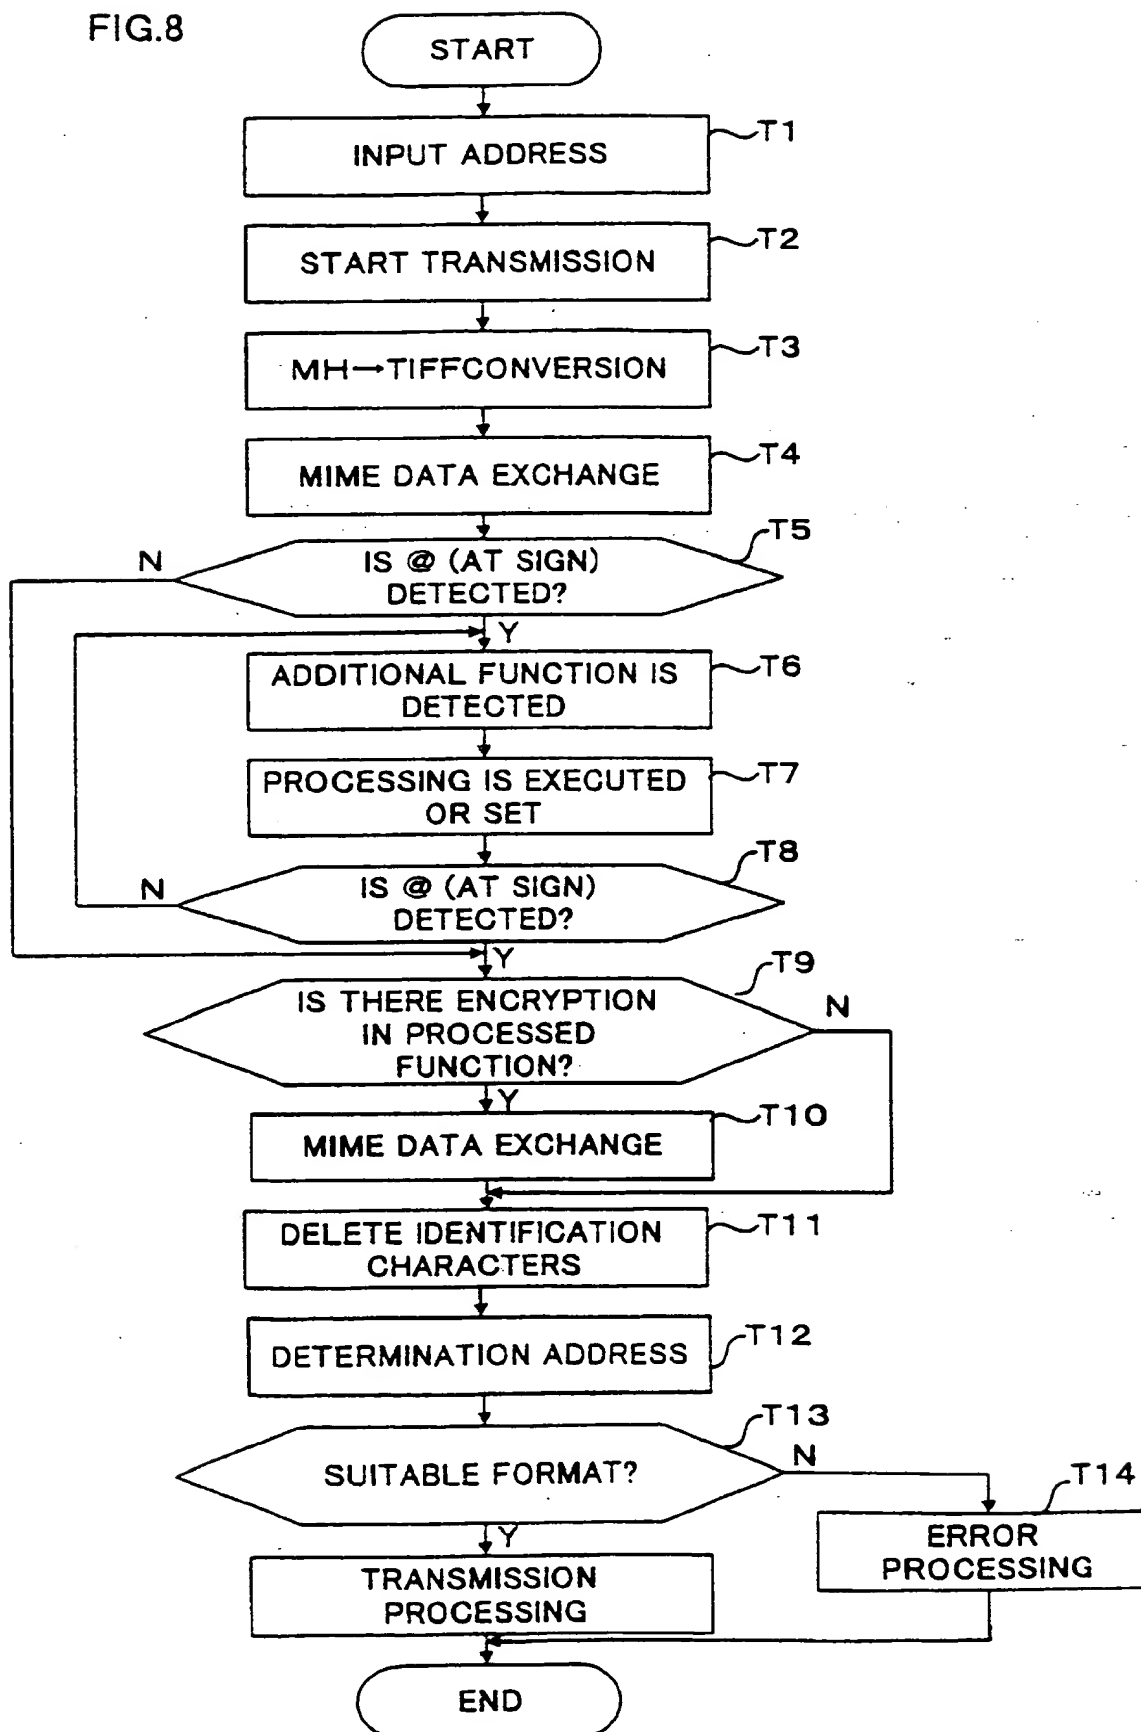 FIG.8
START
INPUT ADDRESS
T1
START TRANSMISSION
T2
MH→TIFFCONVERSION
T3
MIME DATA EXCHANGE
T4
IS @ (AT SIGN)
DETECTED?
T5
N
Y
ADDITIONAL FUNCTION IS
DETECTED
T6
PROCESSING IS EXECUTED
OR SET
T7
IS @ (AT SIGN)
DETECTED?
T8
N
Y
IS THERE ENCRYPTION
IN PROCESSED
FUNCTION?
T9
N
Y
MIME DATA EXCHANGE
T10
DELETE IDENTIFICATION
CHARACTERS
T11
DETERMINATION ADDRESS
T12
SUITABLE FORMAT?
T13
N
Y
TRANSMISSION
PROCESSING
ERROR
PROCESSING
T14
END